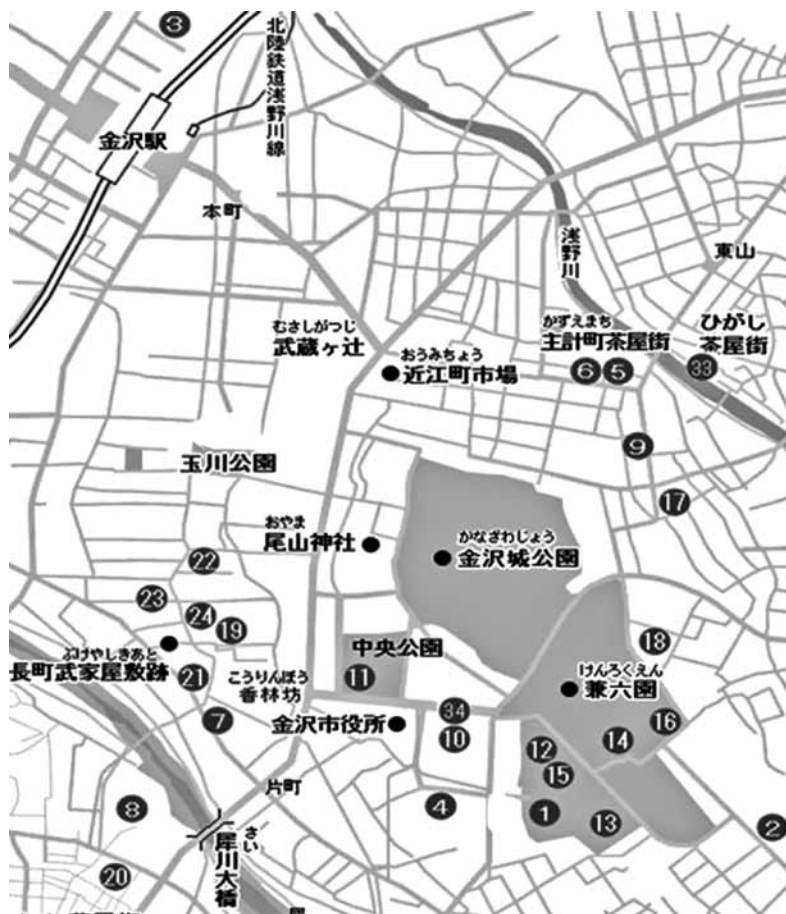 3
北陸鉄道浅野川線
金沢駅
本町
浅野川
東山
むさしがつじ
武蔵ヶ辻
おうみちょう
近江町市場
かずえまち
主計町茶屋街
6
5
ひがし
茶屋街
33
9
玉川公園
17
おやま
尾山神社
かなざわじょう
金沢城公園
22
23
24
19
18
ぶけやしきあと
長町武家屋敷跡
中央公園
11
21
こうりんぼう
香林坊
けんろくえん
兼六園
7
金沢市役所
34
10
12
14
16
15
片町
8
4
1
13
2
さい
犀川大橋
20